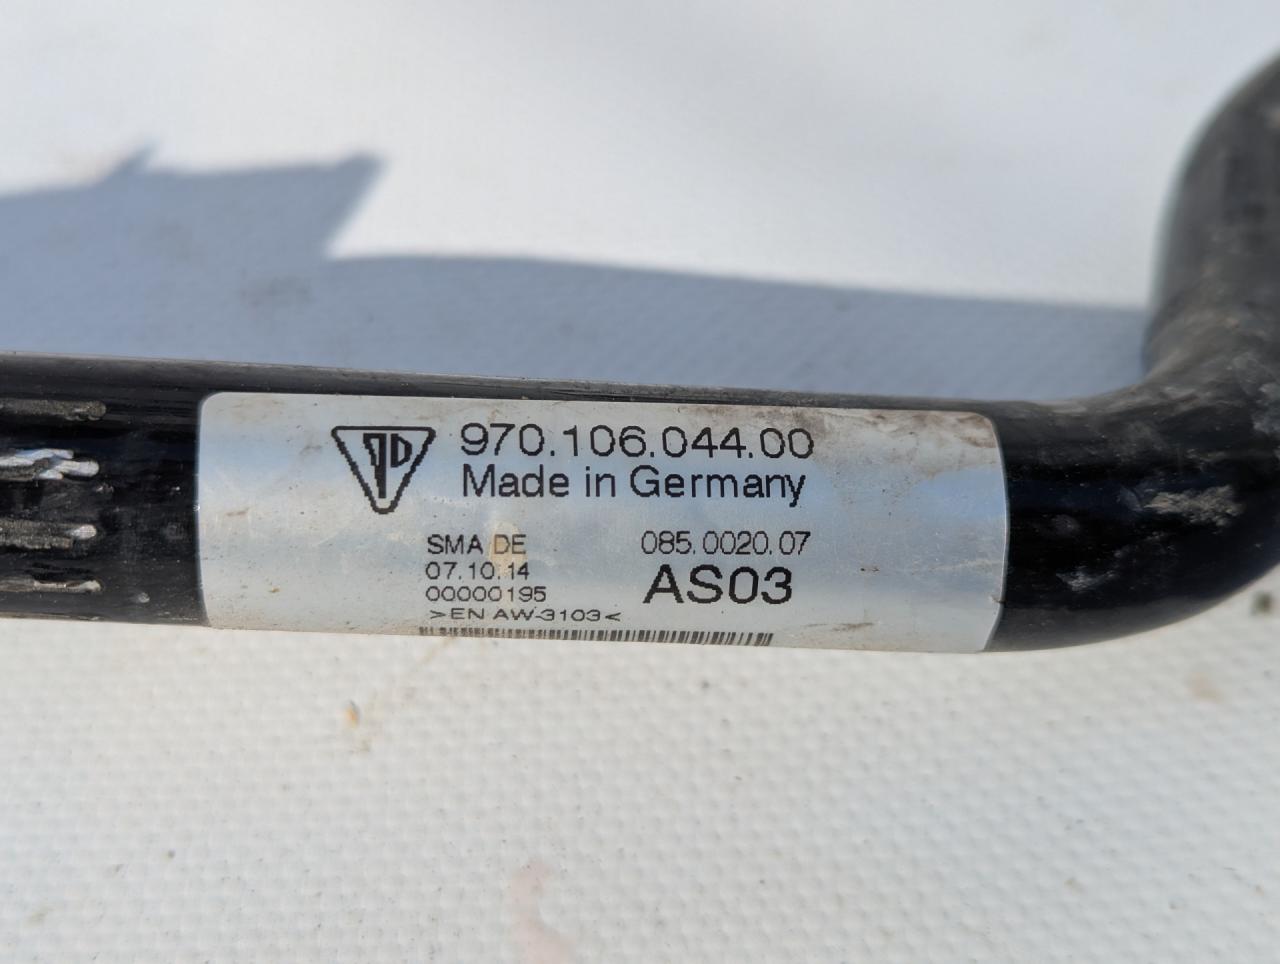 970.106.044.00
Made in Germany
SMA DE 085.0020.07
07.10.14 AS03
00000195
>EN AW-3103<